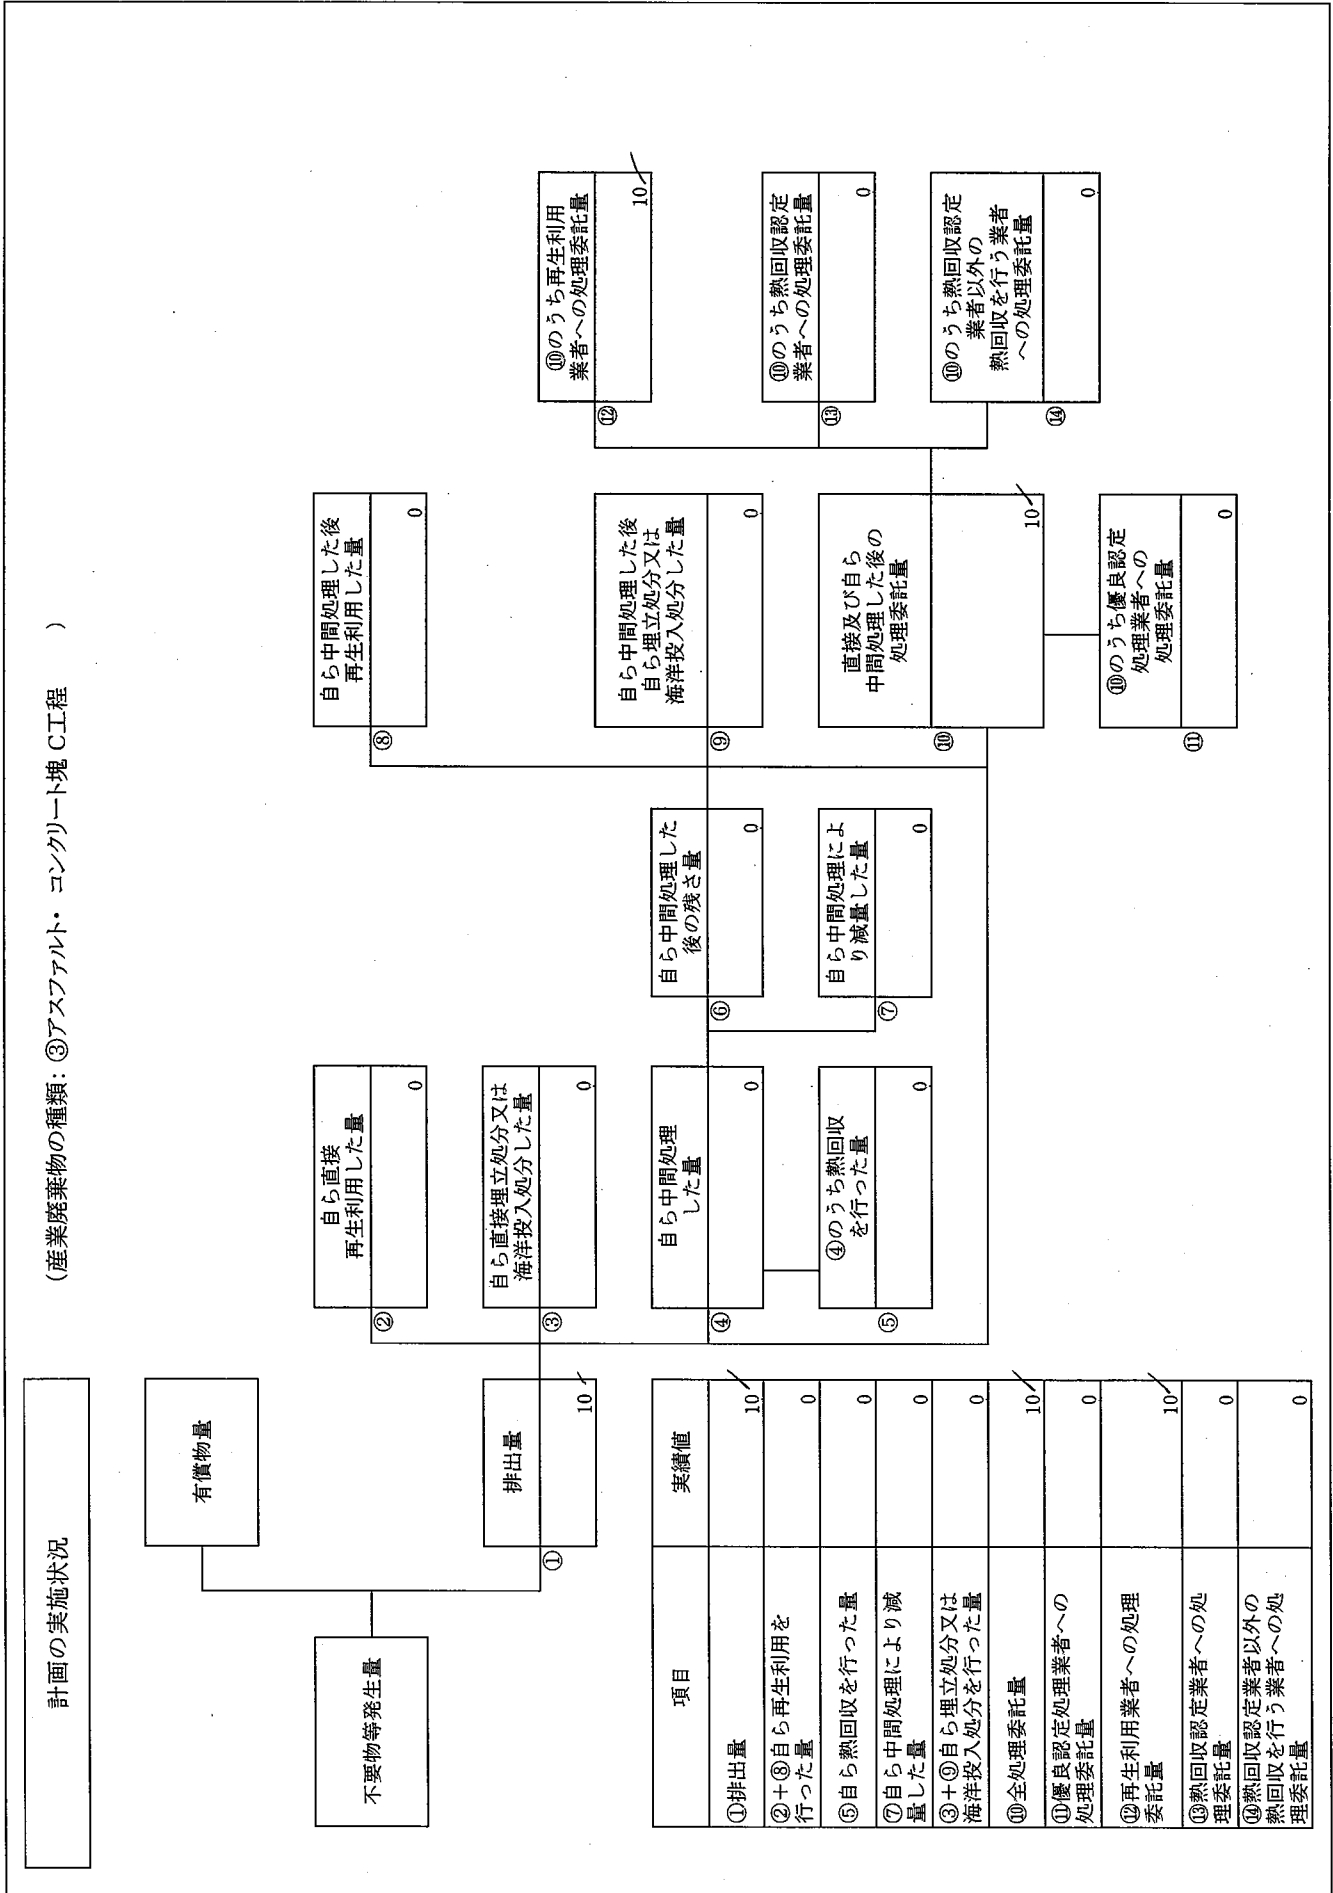 計画の実施状況
(産業廃棄物の種類：③アスファルト・コンクリート塊 C工程 )
不要物等発生量
有償物量
①
排出量
10
②
自ら直接
再生利用した量
0
③
自ら直接埋立処分又は
海洋投入処分した量
0
④
自ら中間処理
した量
0
⑤
④のうち熱回収
を行った量
0
⑥
自ら中間処理した
後の残さ量
0
⑦
自ら中間処理によ
り減量した量
0
⑧
自ら中間処理した後
再生利用した量
0
⑨
自ら中間処理した後
自ら埋立処分又は
海洋投入処分した量
0
⑩
直接及び自ら
中間処理した後の
処理委託量
10
⑪
⑩のうち優良認定
処理業者への
処理委託量
0
⑫
⑩のうち再生利用
業者への処理委託量
10
⑬
⑩のうち熱回収認定
業者への処理委託量
0
⑭
⑩のうち熱回収認定
業者以外の
熱回収を行う業者
への処理委託量
0
項目 実績値
①排出量 10
②+⑧自ら再生利用を
行った量 0
⑤自ら熱回収を行った量 0
⑦自ら中間処理により減
量した量 0
③+⑨自ら埋立処分又は
海洋投入処分を行った量 0
⑩全処理委託量 10
⑪優良認定処理業者への
処理委託量 0
⑫再生利用業者への処理
委託量 10
⑬熱回収認定業者への処
理委託量 0
⑭熱回収認定業者以外の
熱回収を行う業者への処
理委託量 0